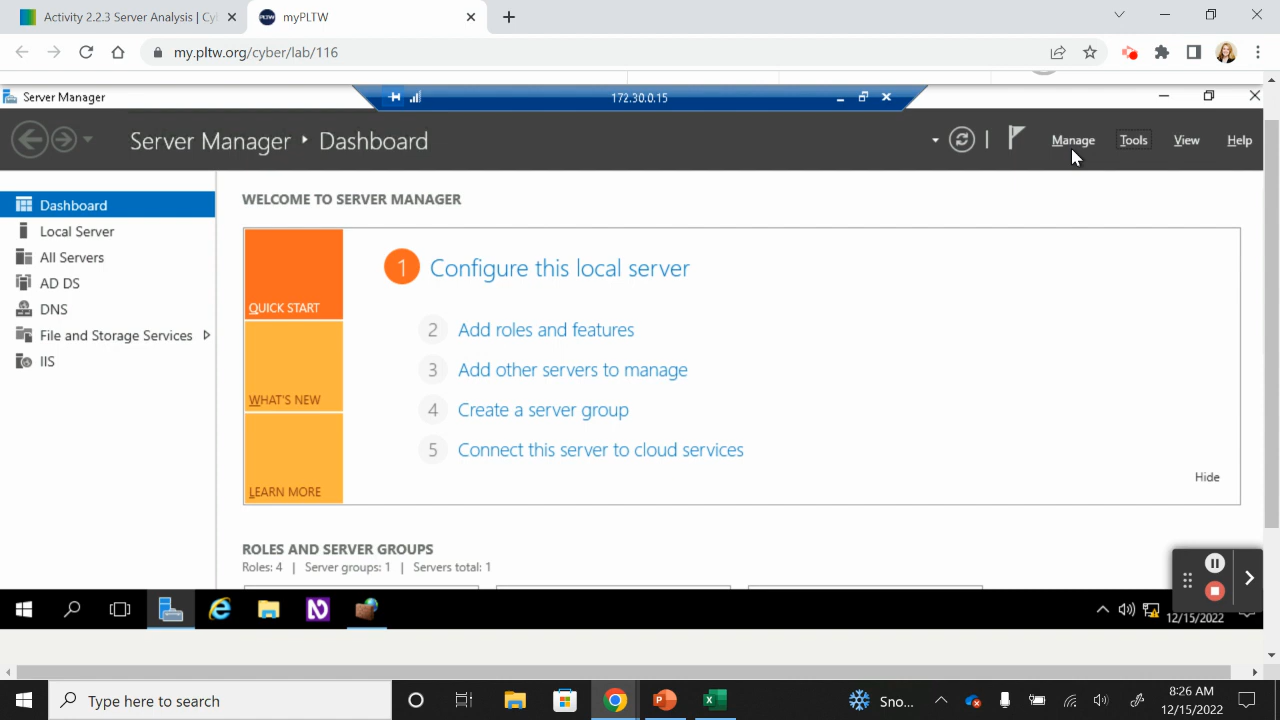 Activity 2.2.3 Server Analysis | Cy
myPLTW
my.pltw.org/cyber/lab/116
Server Manager
172.30.0.15
Server Manager ‣ Dashboard
Manage
Tools
View
Help
Dashboard
Local Server
All Servers
AD DS
DNS
File and Storage Services
IIS
WELCOME TO SERVER MANAGER
QUICK START
WHAT'S NEW
LEARN MORE
1 Configure this local server
2 Add roles and features
3 Add other servers to manage
4 Create a server group
5 Connect this server to cloud services
Hide
ROLES AND SERVER GROUPS
Roles: 4 | Server groups: 1 | Servers total: 1
12/15/2022
Type here to search
Sno...
8:26 AM
12/15/2022